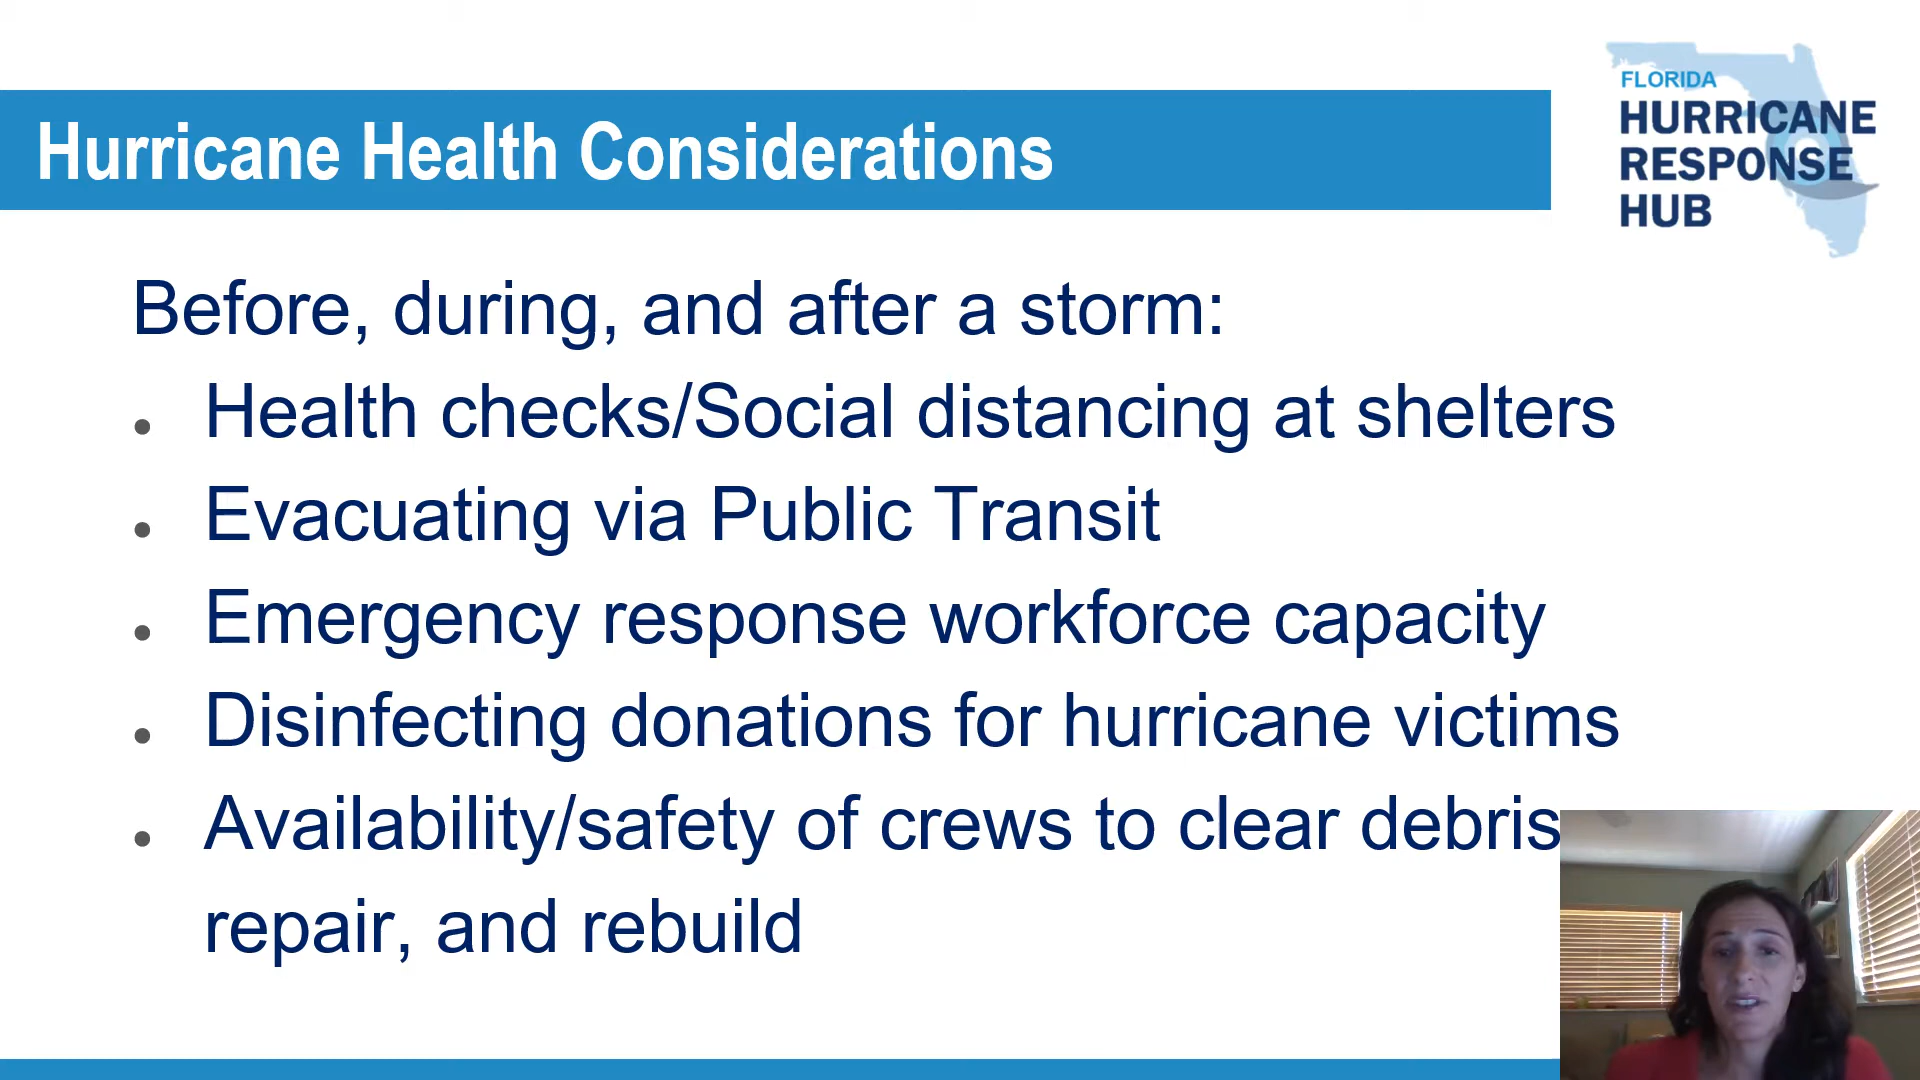 FLORIDA
HURRICANE
RESPONSE
HUB
Hurricane Health Considerations
Before, during, and after a storm:
• Health checks/Social distancing at shelters
• Evacuating via Public Transit
• Emergency response workforce capacity
• Disinfecting donations for hurricane victims
• Availability/safety of crews to clear debris
repair, and rebuild